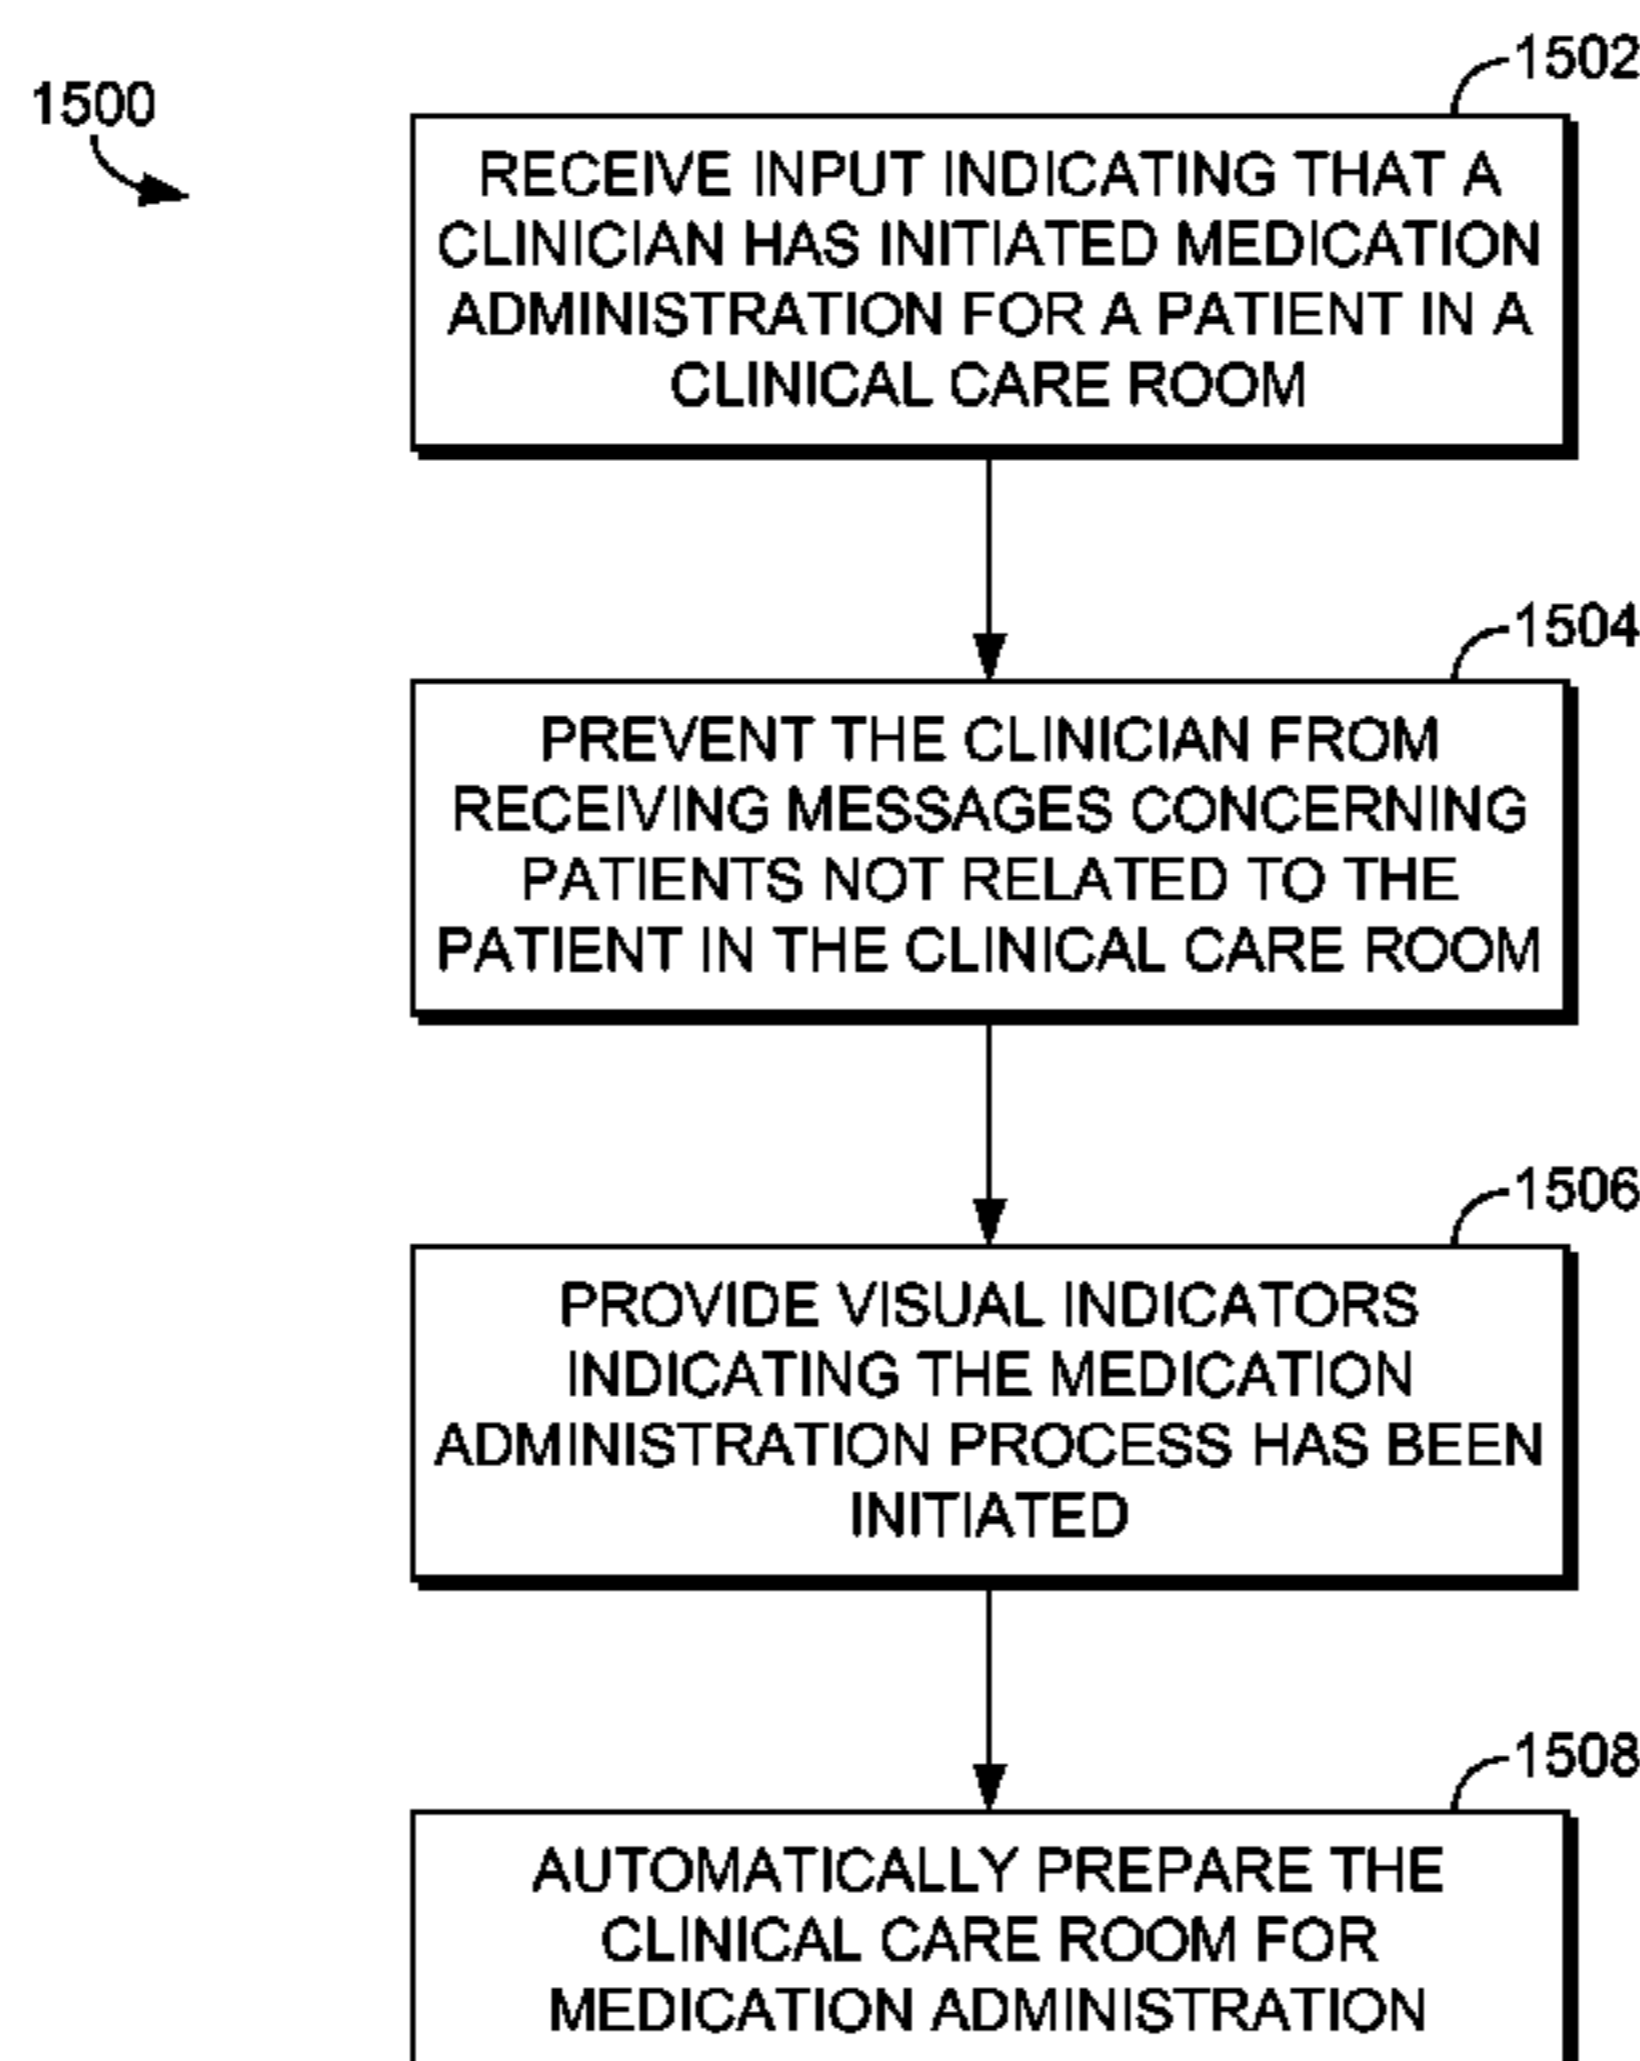 1500
1502
RECEIVE INPUT INDICATING THAT A
CLINICIAN HAS INITIATED MEDICATION
ADMINISTRATION FOR A PATIENT IN A
CLINICAL CARE ROOM
1504
PREVENT THE CLINICIAN FROM
RECEIVING MESSAGES CONCERNING
PATIENTS NOT RELATED TO THE
PATIENT IN THE CLINICAL CARE ROOM
1506
PROVIDE VISUAL INDICATORS
INDICATING THE MEDICATION
ADMINISTRATION PROCESS HAS BEEN
INITIATED
1508
AUTOMATICALLY PREPARE THE
CLINICAL CARE ROOM FOR
MEDICATION ADMINISTRATION